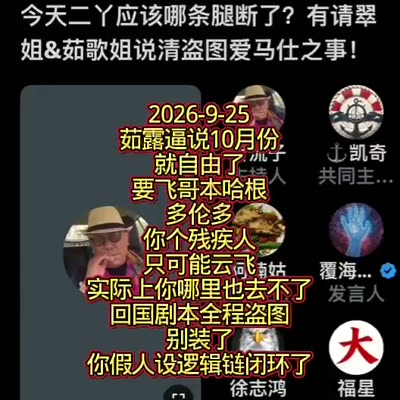 今天二丫应该哪条腿断了？有请翠
姐&茹歌姐说清盗图爱马仕之事！
2026-9-25
茹露逼说10月份
就自由了
要飞哥本哈根
多伦多
你个残疾人
只可能云飞
实际上你哪里也去不了
回国剧本全程盗图
别装了
你假人设逻辑链闭环了
凯奇
共同主...
覆海...
发言人
大
徐志鸿
福星